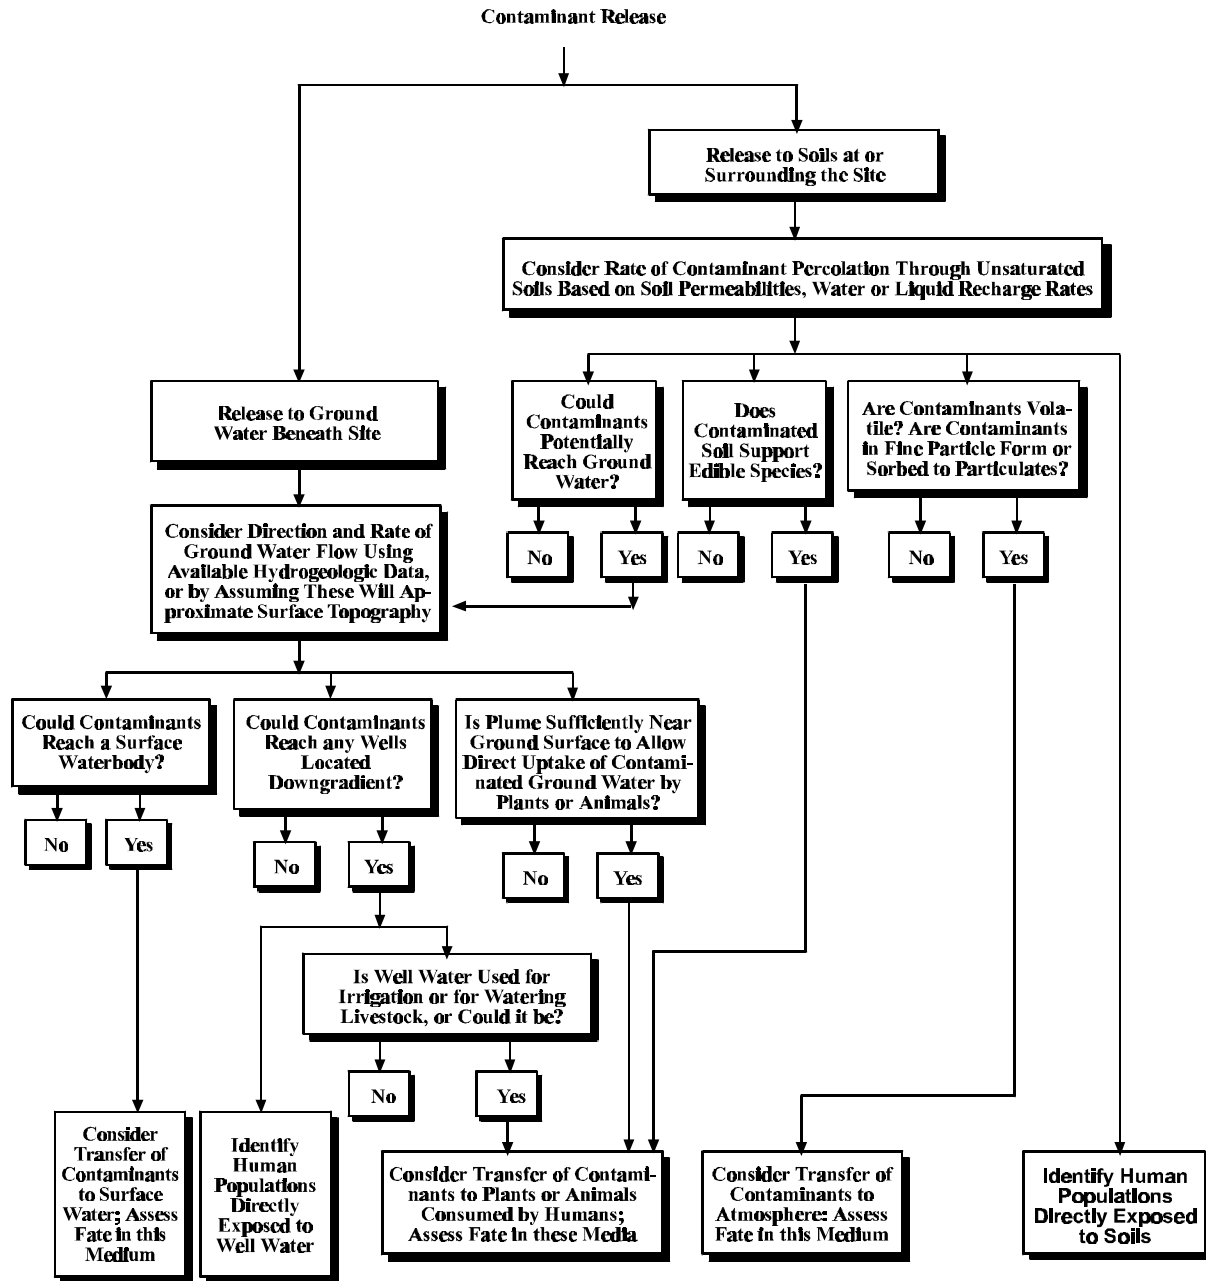 Contaminant Release
Release to Soils at or
Surrounding the Site
Consider Rate of Contaminant Percolation Through Unsaturated
Soils Based on Soil Permeabilities, Water or Liquid Recharge Rates
Release to Ground
Water Beneath Site
Could
Contaminants
Potentially
Reach Ground
Water?
Does
Contaminated
Soil Support
Edible Species?
Are Contaminants Vola-
tile? Are Contaminants
in Fine Particle Form or
Sorbed to Particulates?
No
Yes
No
Yes
No
Yes
Consider Direction and Rate of
Ground Water Flow Using
Available Hydrogeologic Data,
or by Assuming These Will Ap-
proximate Surface Topography
Could Contaminants
Reach a Surface
Waterbody?
Could Contaminants
Reach any Wells
Located
Downgradient?
Is Plume Sufficiently Near
Ground Surface to Allow
Direct Uptake of Contami-
nated Ground Water by
Plants or Animals?
No
Yes
No
Yes
No
Yes
Is Well Water Used for
Irrigation or for Watering
Livestock, or Could it be?
No
Yes
Consider
Transfer of
Contaminants
to Surface
Water; Assess
Fate in this
Medium
Identify
Human
Populations
Directly
Exposed to
Well Water
Consider Transfer of Contami-
nants to Plants or Animals
Consumed by Humans;
Assess Fate in these Media
Consider Transfer of
Contaminants to
Atmosphere: Assess
Fate in this Medium
Identify Human
Populations
Directly Exposed
to Soils